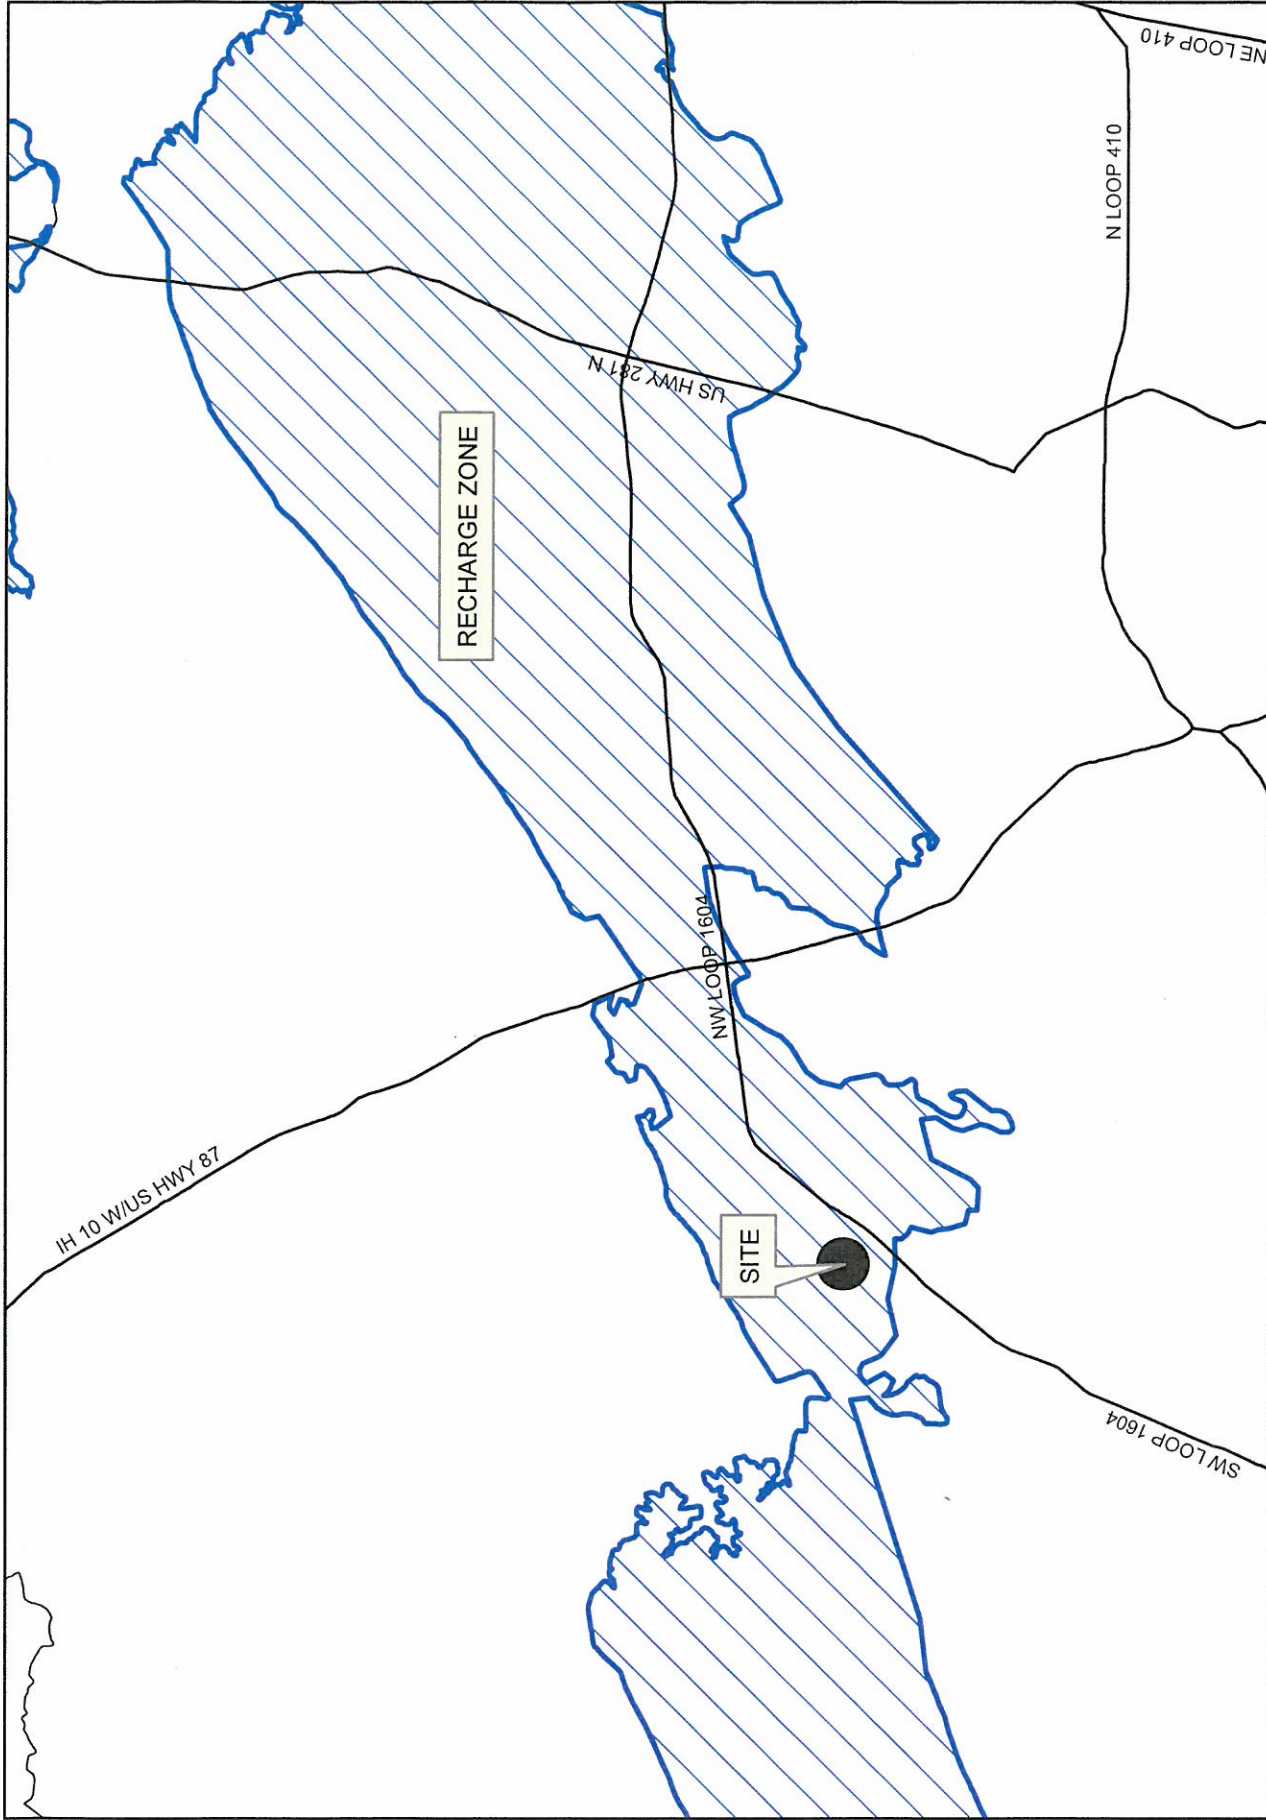 IH 10 W/US HWY 87
RECHARGE ZONE
US HWY 281 N
NW LOOP 1604
SITE
SW LOOP 1604
N LOOP 410
NE LOOP 410